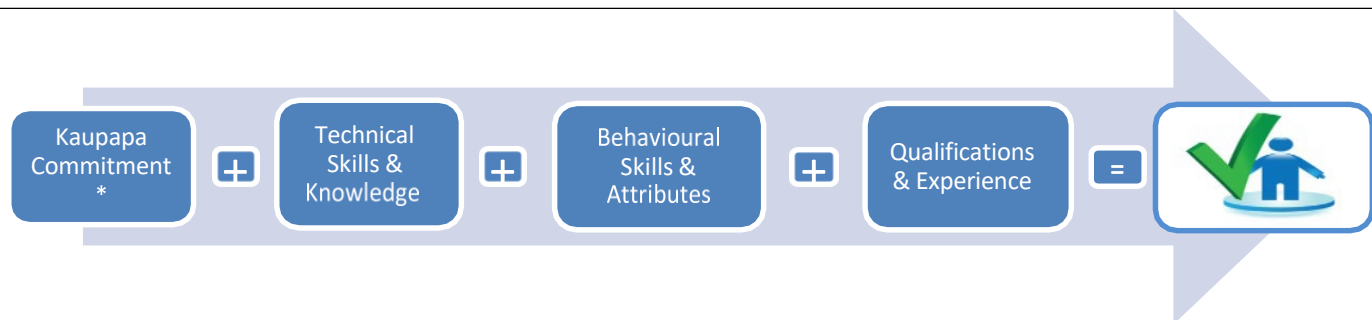 Kaupapa
Commitment
*
+
Technical
Skills &
Knowledge
+
Behavioural
Skills &
Attributes
+
Qualifications
& Experience
=